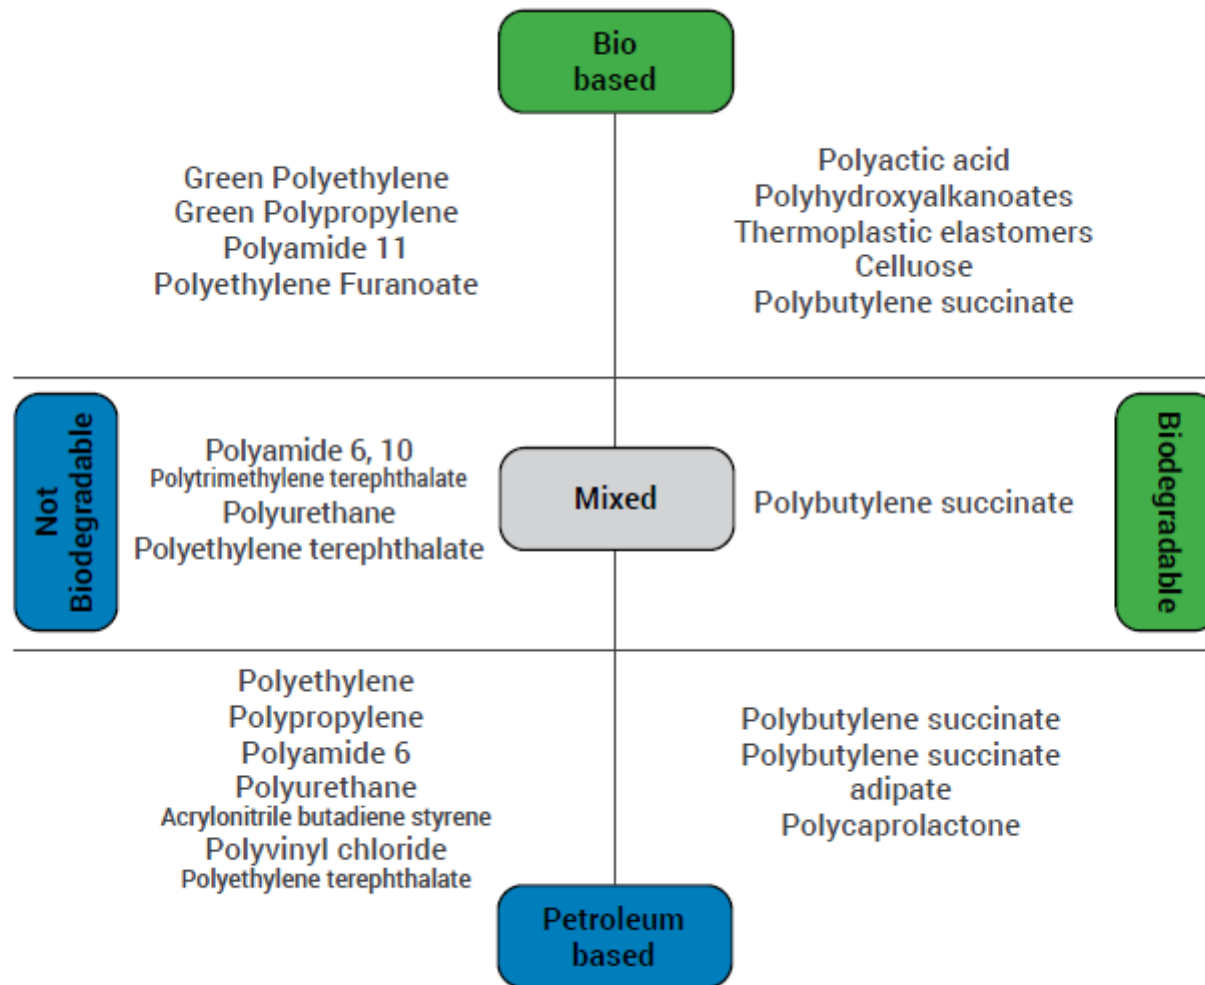 Bio
based
Green Polyethylene
Green Polypropylene
Polyamide 11
Polyethylene Furanoate
Polyactic acid
Polyhydroxyalkanoates
Thermoplastic elastomers
Celluose
Polybutylene succinate
Not
Biodegradable
Polyamide 6, 10
Polytrimethylene terephthalate
Polyurethane
Polyethylene terephthalate
Mixed
Polybutylene succinate
Biodegradable
Polyethylene
Polypropylene
Polyamide 6
Polyurethane
Acrylonitrile butadiene styrene
Polyvinyl chloride
Polyethylene terephthalate
Polybutylene succinate
Polybutylene succinate
adipate
Polycaprolactone
Petroleum
based